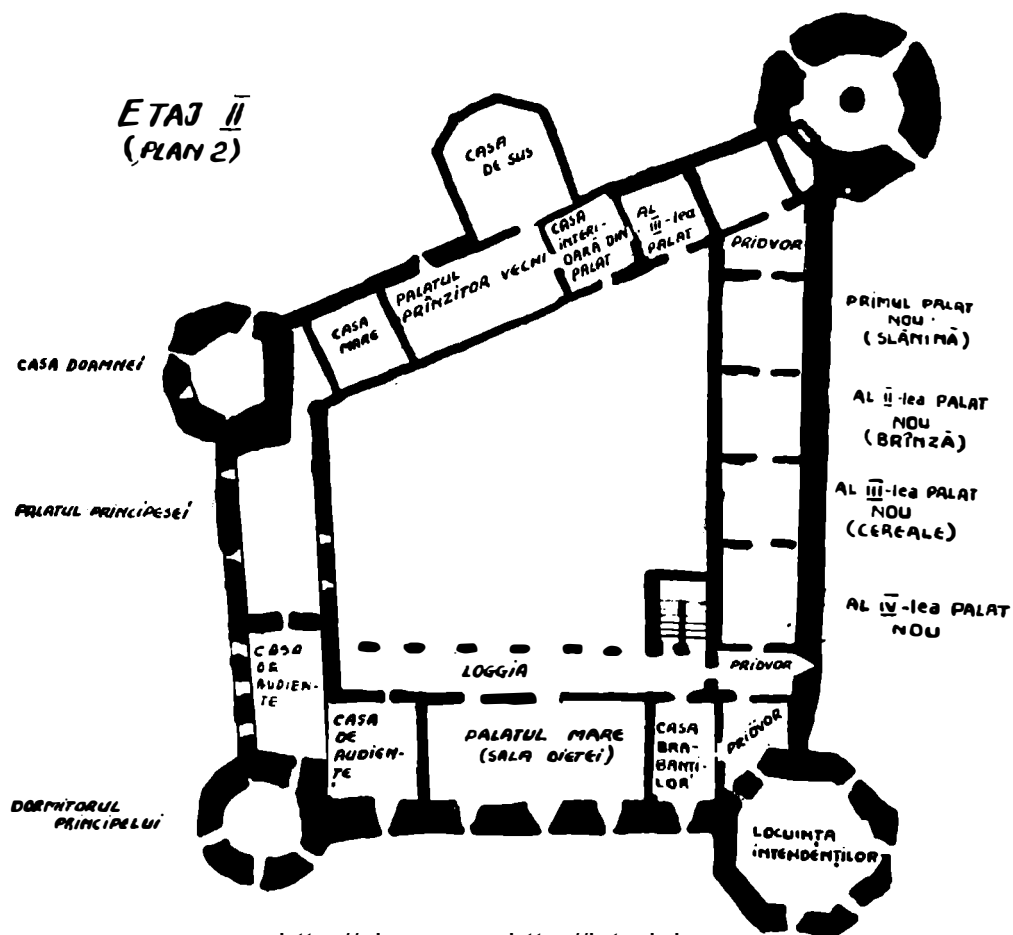 ETAJ II
(PLAN 2)
CASA
DE SUS
CASA
INTERI-
OARĂ DIN
PALAT
AL
III-lea
PALAT
PRIDVOR
PALATUL
PRÎNZITOR VECHI
CASA
MARE
CASA DOAMNEI
PRIMUL PALAT
NOU
(SLĂNINĂ)
AL II-lea PALAT
NOU
(BRÎNZĂ)
AL III-lea PALAT
NOU
(CEREALE)
AL IV-lea PALAT
NOU
PALATUL PRINCIPESEI
CASA
DE
AUDIEN-
TE
LOGGIA
PRIDVOR
CASA
DE
AUDIEN-
TE
PALATUL MARE
(SALA DIETEI)
CASA
BRA-
BANȚI-
LOR
PRIDVOR
DORMITORUL
PRINCIPELUI
LOCUINȚA
INTENDENȚILOR